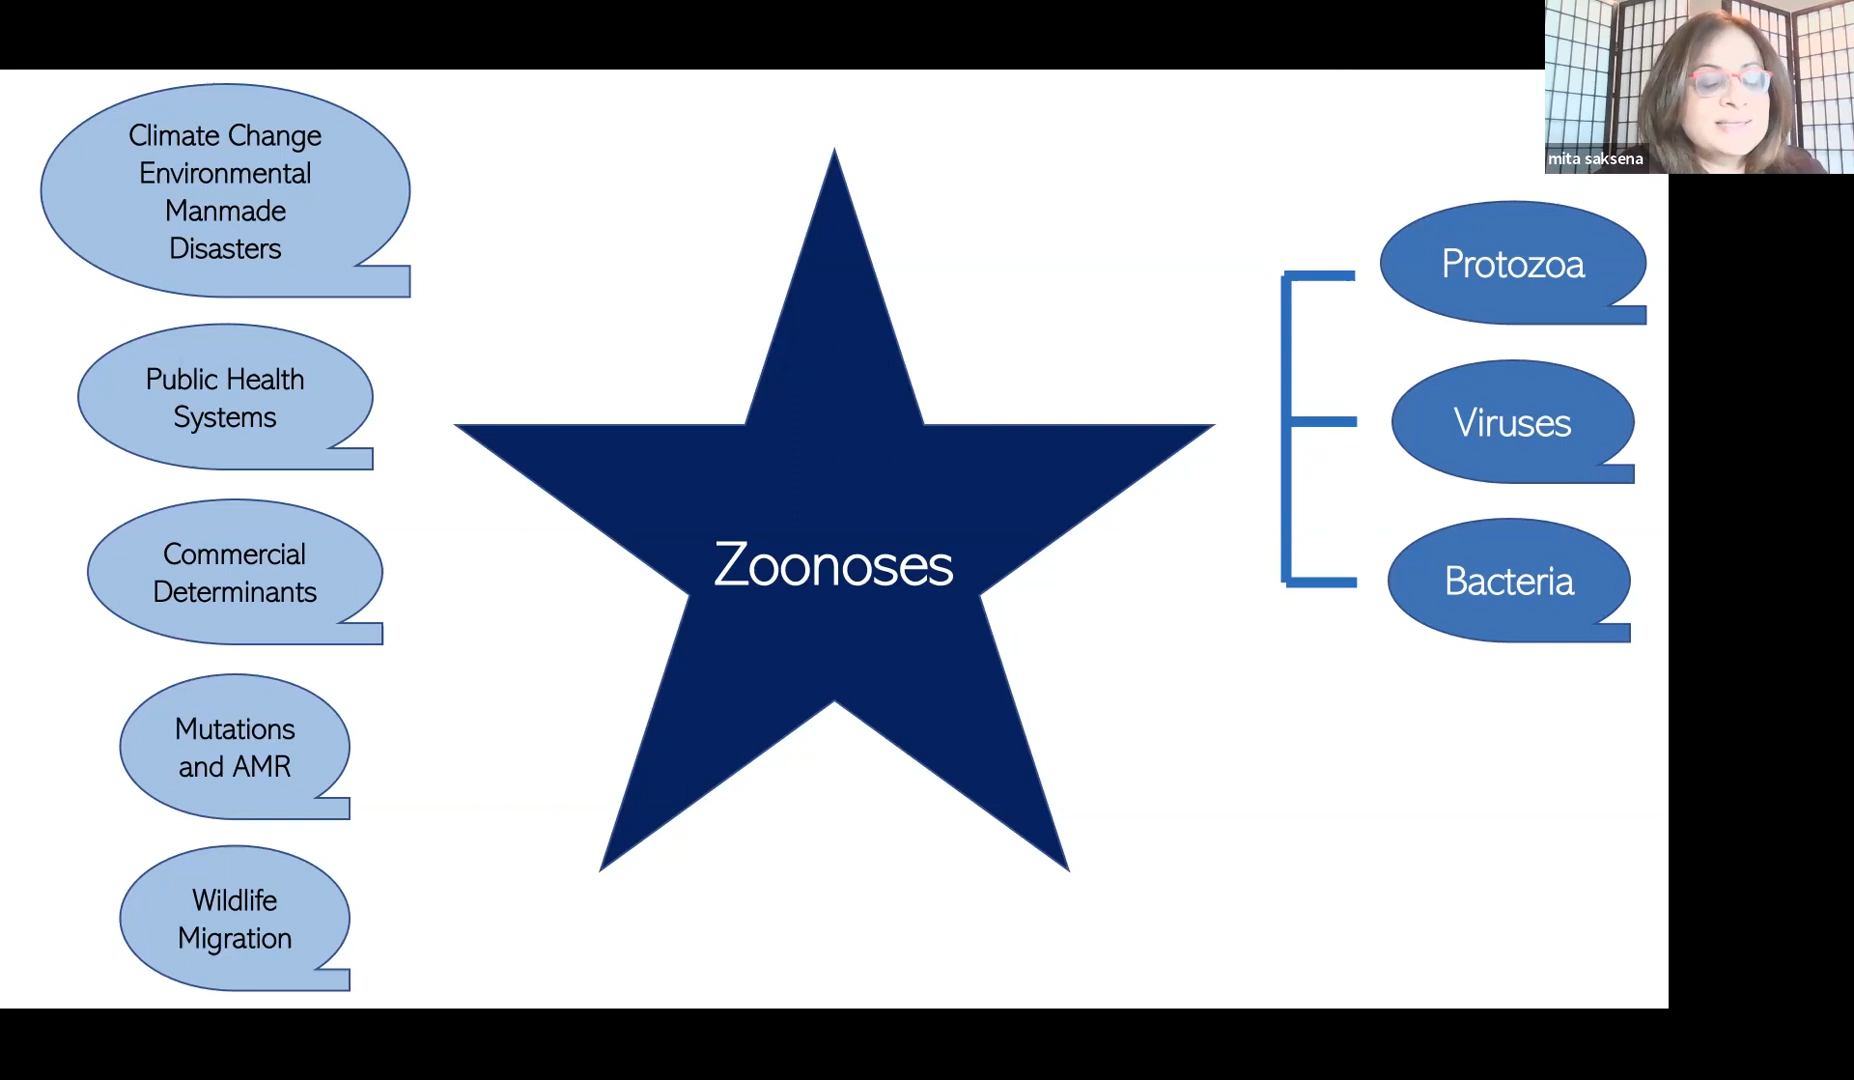 Climate Change
Environmental
Manmade
Disasters
Public Health
Systems
Commercial
Determinants
Mutations
and AMR
Wildlife
Migration
Zoonoses
mita saksena
Protozoa
Viruses
Bacteria